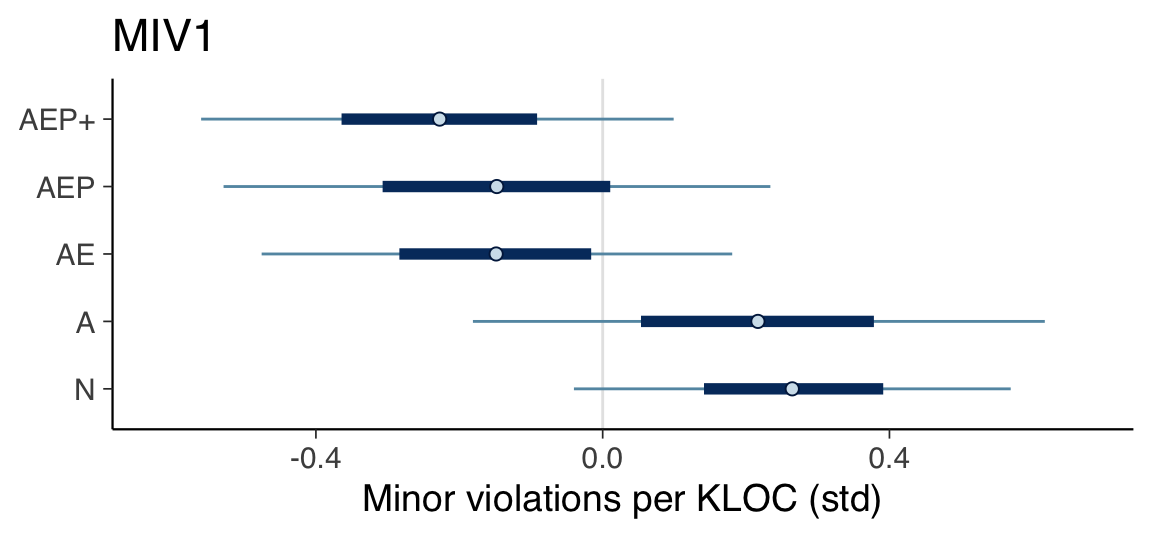 MIV1
AEP+
AEP
AE
A
N
-0.4 0.0 0.4
Minor violations per KLOC (std)